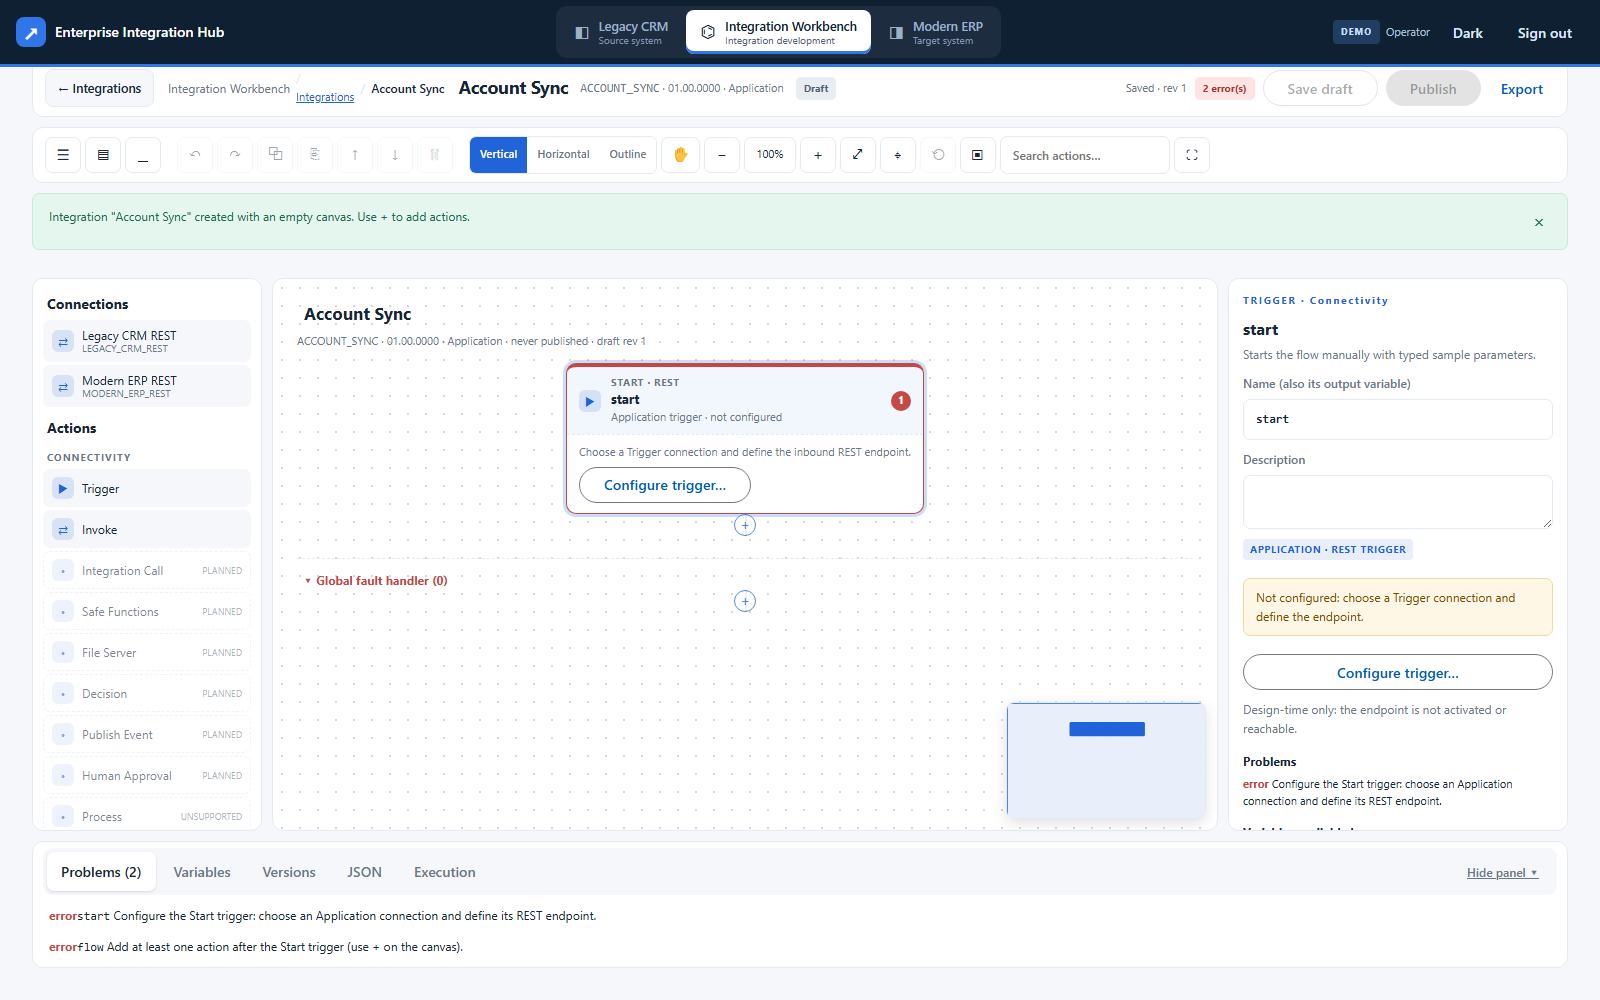 Enterprise Integration Hub
Legacy CRM
Source system
Integration Workbench
Integration development
Modern ERP
Target system
DEMO
Operator
Dark
Sign out
← Integrations
Integration Workbench / Integrations / Account Sync
Account Sync
ACCOUNT_SYNC · 01.00.0000 · Application
Draft
Saved · rev 1
2 error(s)
Save draft
Publish
Export
Vertical
Horizontal
Outline
−
100%
+
Search actions...
Integration "Account Sync" created with an empty canvas. Use + to add actions.
×
Connections
Legacy CRM REST
LEGACY_CRM_REST
Modern ERP REST
MODERN_ERP_REST
Actions
CONNECTIVITY
Trigger
Invoke
Integration Call PLANNED
Safe Functions PLANNED
File Server PLANNED
Decision PLANNED
Publish Event PLANNED
Human Approval PLANNED
Process UNSUPPORTED
Account Sync
ACCOUNT_SYNC · 01.00.0000 · Application · never published · draft rev 1
START · REST
start
Application trigger · not configured
1
Choose a Trigger connection and define the inbound REST endpoint.
Configure trigger...
+
▾ Global fault handler (0)
+
TRIGGER · Connectivity
start
Starts the flow manually with typed sample parameters.
Name (also its output variable)
start
Description
APPLICATION · REST TRIGGER
Not configured: choose a Trigger connection and
define the endpoint.
Configure trigger...
Design-time only: the endpoint is not activated or
reachable.
Problems
error Configure the Start trigger: choose an Application
connection and define its REST endpoint.
Problems (2)
Variables
Versions
JSON
Execution
Hide panel ▾
errorstart Configure the Start trigger: choose an Application connection and define its REST endpoint.
errorflow Add at least one action after the Start trigger (use + on the canvas).